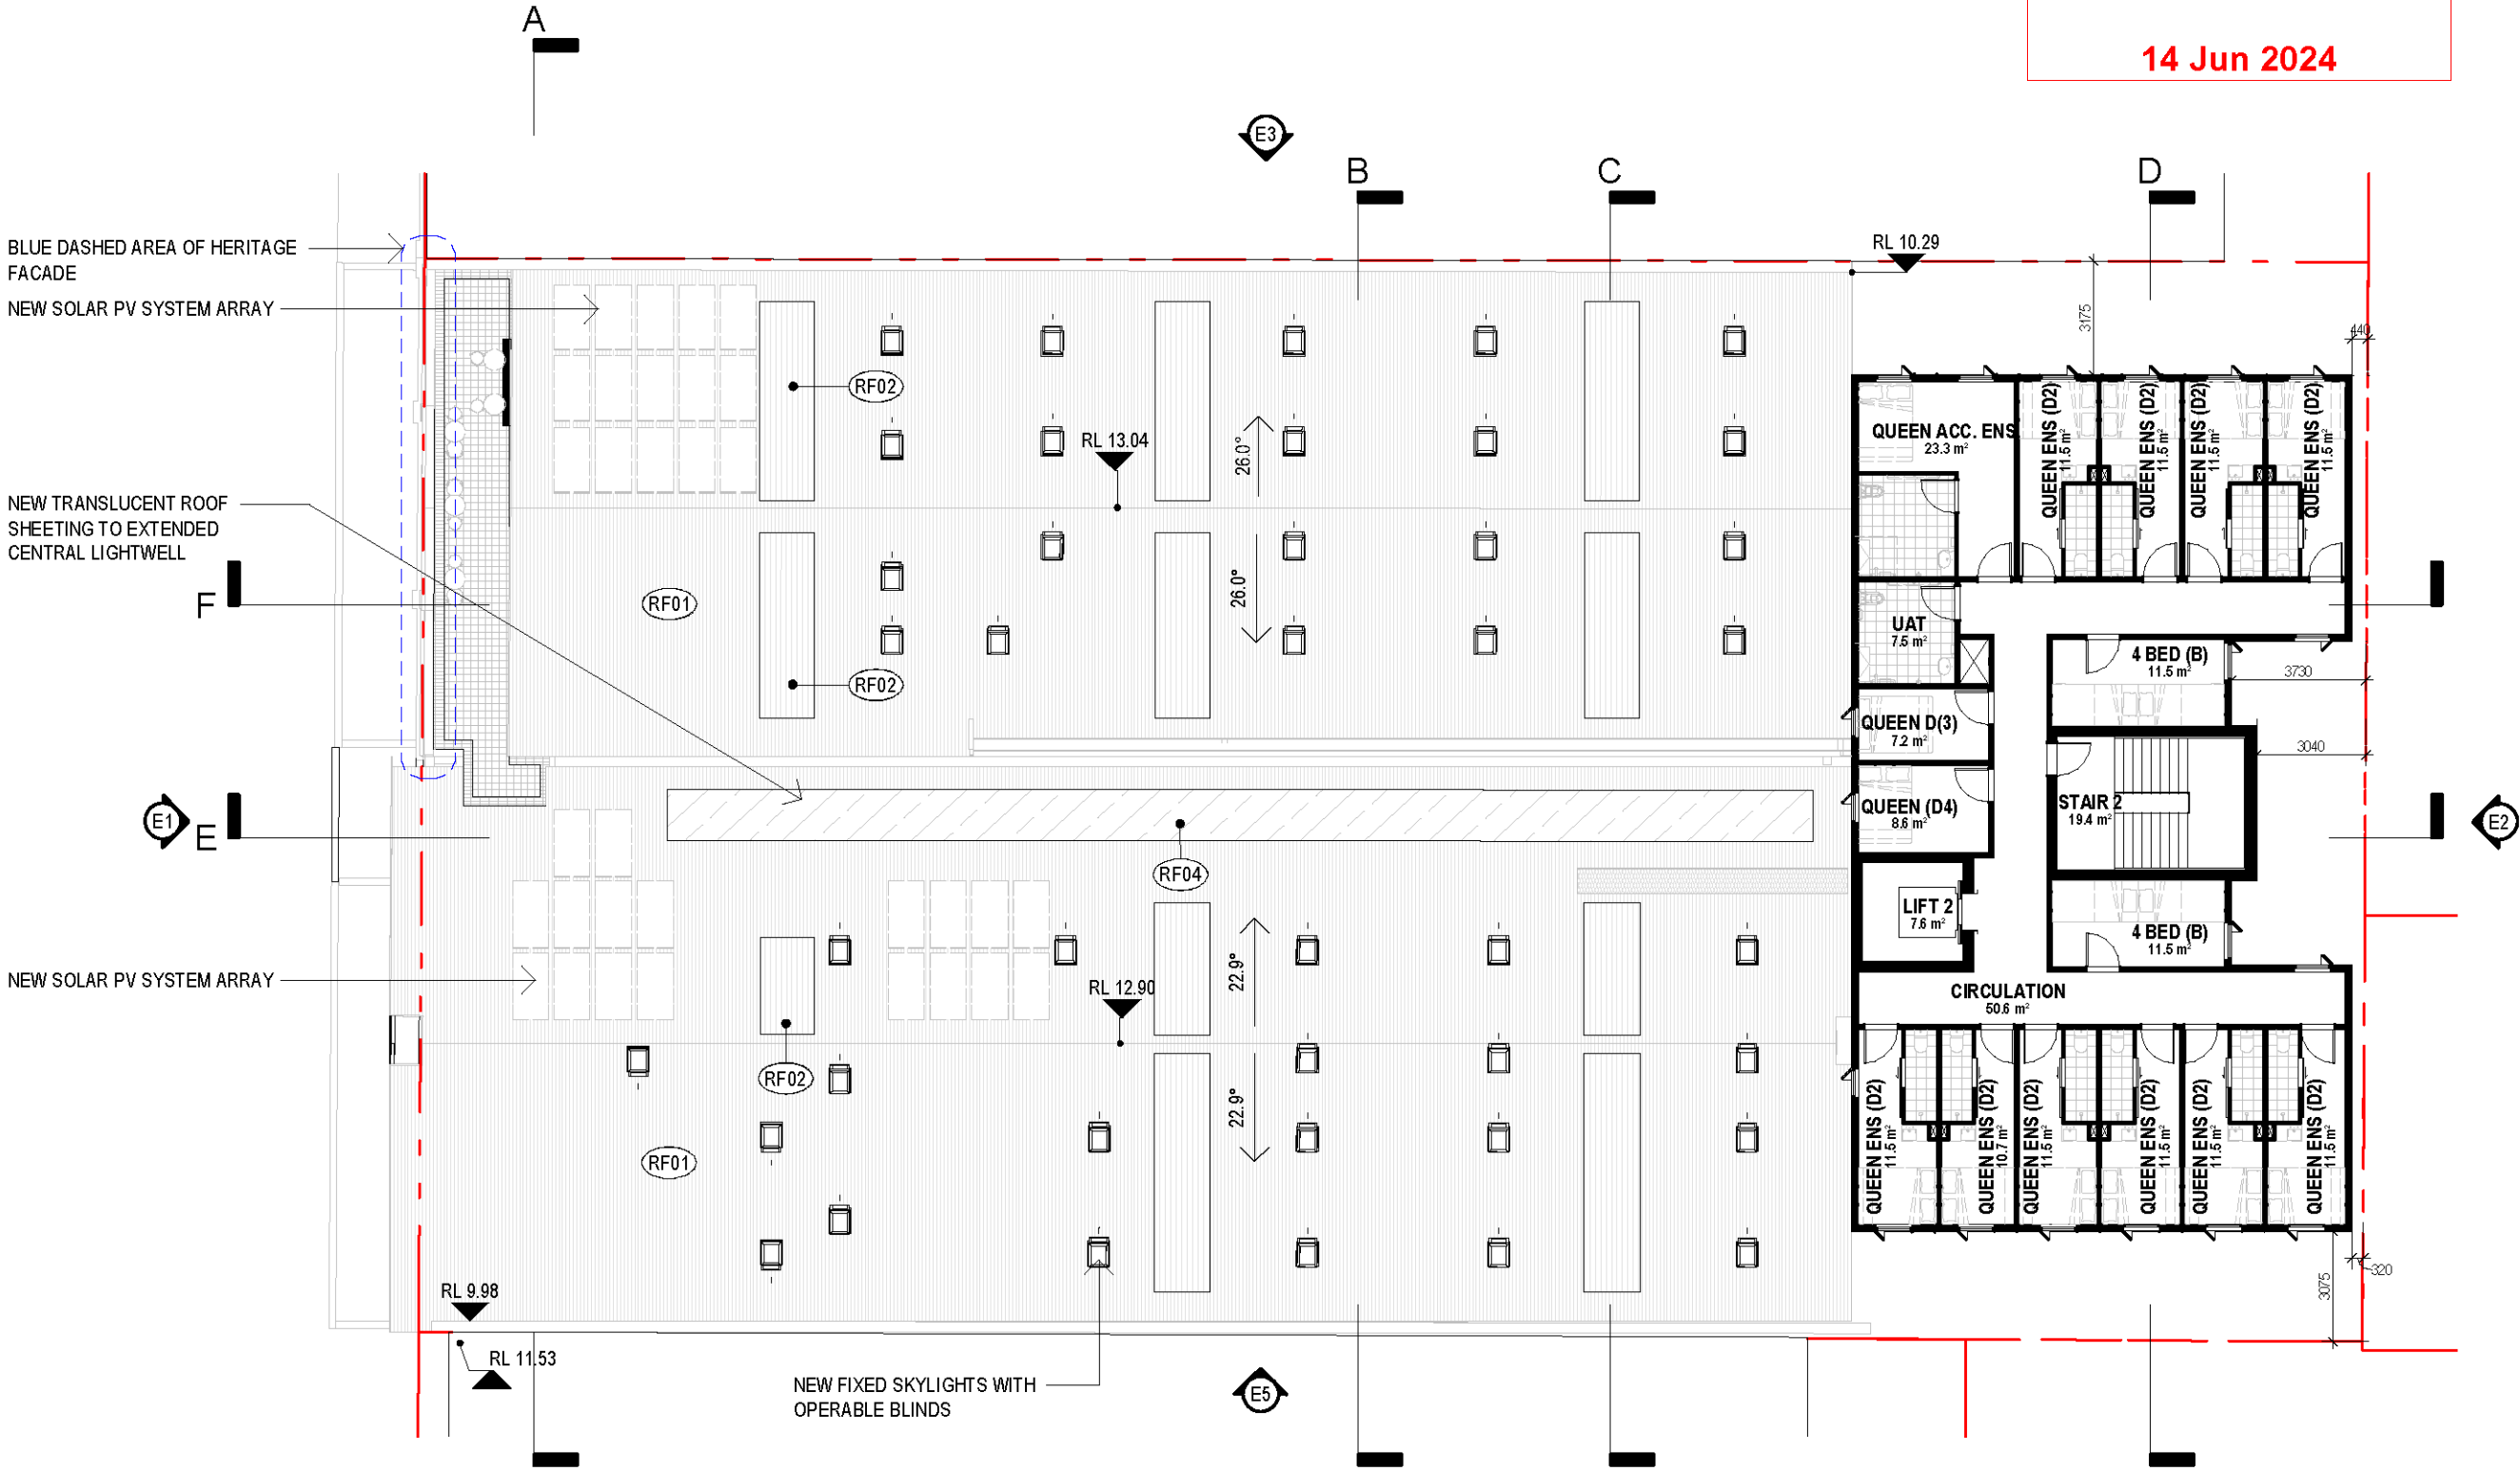 14 Jun 2024
A
E3
B
C
D
BLUE DASHED AREA OF HERITAGE
FACADE
RL 10.29
NEW SOLAR PV SYSTEM ARRAY
3175
440
RF02
RL 13.04
26.0°
QUEEN ACC. ENS
23.3 m²
QUEEN ENS (D2)
11.5 m²
QUEEN ENS (D2)
11.5 m²
QUEEN ENS (D2)
11.5 m²
QUEEN ENS (D2)
11.5 m²
NEW TRANSLUCENT ROOF
SHEETING TO EXTENDED
CENTRAL LIGHTWELL
26.0°
F
RF01
UAT
7.5 m²
4 BED (B)
11.5 m²
3730
RF02
QUEEN D(3)
7.2 m²
3040
E1
E
QUEEN (D4)
8.6 m²
STAIR 2
19.4 m²
E2
RF04
LIFT 2
7.6 m²
4 BED (B)
11.5 m²
22.9°
NEW SOLAR PV SYSTEM ARRAY
RL 12.90
CIRCULATION
50.6 m²
RF02
22.9°
QUEEN ENS (D2)
11.5 m²
QUEEN ENS (D2)
10.7 m²
QUEEN ENS (D2)
11.5 m²
QUEEN ENS (D2)
11.5 m²
QUEEN ENS (D2)
11.5 m²
QUEEN ENS (D2)
11.5 m²
RF01
RL 9.98
3075
320
RL 11.53
NEW FIXED SKYLIGHTS WITH
OPERABLE BLINDS
E5